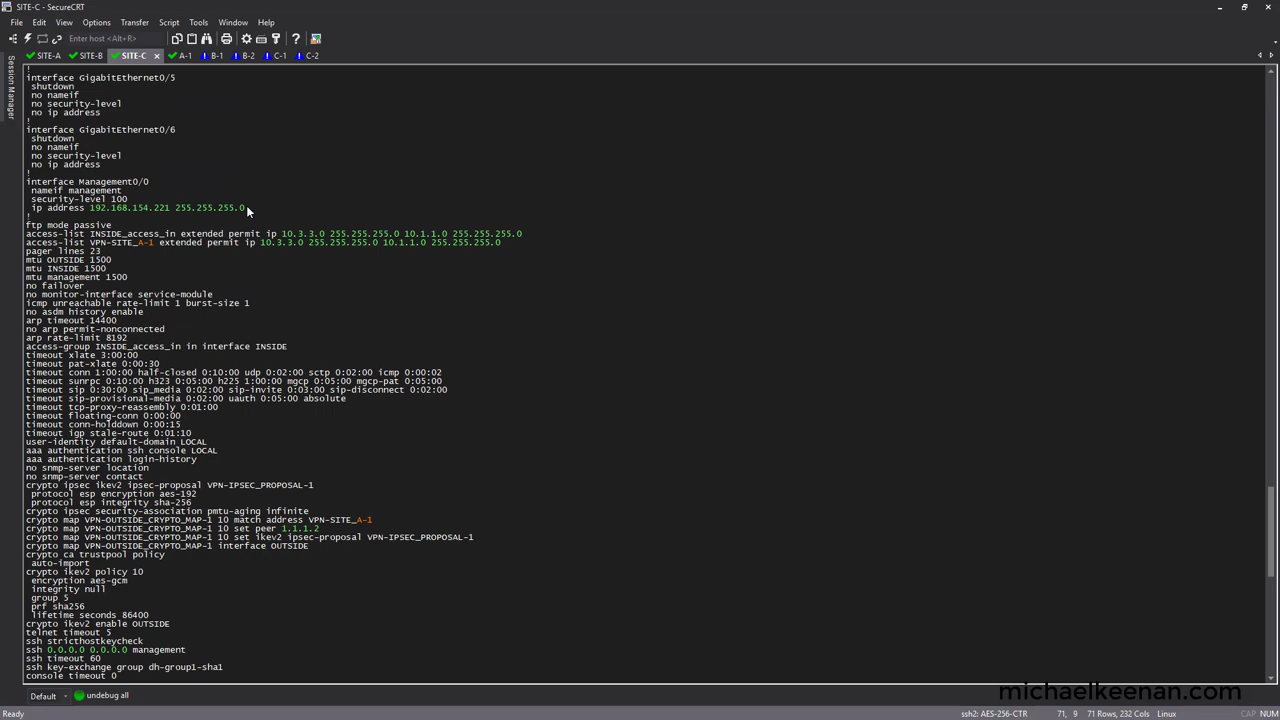 SITE-C - SecureCRT
File Edit View Options Transfer Script Tools Window Help
Enter host <Alt+R>
SITE-A SITE-B SITE-C × A-1 B-1 B-2 C-1 C-2
Session Manager
!
interface GigabitEthernet0/5
shutdown
no nameif
no security-level
no ip address
!
interface GigabitEthernet0/6
shutdown
no nameif
no security-level
no ip address
!
interface Management0/0
nameif management
security-level 100
ip address 192.168.154.221 255.255.255.0
!
ftp mode passive
access-list INSIDE_access_in extended permit ip 10.3.3.0 255.255.255.0 10.1.1.0 255.255.255.0
access-list VPN-SITE_A-1 extended permit ip 10.3.3.0 255.255.255.0 10.1.1.0 255.255.255.0
pager lines 23
mtu OUTSIDE 1500
mtu INSIDE 1500
mtu management 1500
no failover
no monitor-interface service-module
icmp unreachable rate-limit 1 burst-size 1
no asdm history enable
arp timeout 14400
no arp permit-nonconnected
arp rate-limit 8192
access-group INSIDE_access_in in interface INSIDE
timeout xlate 3:00:00
timeout pat-xlate 0:00:30
timeout conn 1:00:00 half-closed 0:10:00 udp 0:02:00 sctp 0:02:00 icmp 0:00:02
timeout sunrpc 0:10:00 h323 0:05:00 h225 1:00:00 mgcp 0:05:00 mgcp-pat 0:05:00
timeout sip 0:30:00 sip_media 0:02:00 sip-invite 0:03:00 sip-disconnect 0:02:00
timeout sip-provisional-media 0:02:00 uauth 0:05:00 absolute
timeout tcp-proxy-reassembly 0:01:00
timeout floating-conn 0:00:00
timeout conn-holddown 0:00:15
timeout igp stale-route 0:01:10
user-identity default-domain LOCAL
aaa authentication ssh console LOCAL
aaa authentication login-history
no snmp-server location
no snmp-server contact
crypto ipsec ikev2 ipsec-proposal VPN-IPSEC_PROPOSAL-1
protocol esp encryption aes-192
protocol esp integrity sha-256
crypto ipsec security-association pmtu-aging infinite
crypto map VPN-OUTSIDE_CRYPTO_MAP-1 10 match address VPN-SITE_A-1
crypto map VPN-OUTSIDE_CRYPTO_MAP-1 10 set peer 1.1.1.2
crypto map VPN-OUTSIDE_CRYPTO_MAP-1 10 set ikev2 ipsec-proposal VPN-IPSEC_PROPOSAL-1
crypto map VPN-OUTSIDE_CRYPTO_MAP-1 interface OUTSIDE
crypto ca trustpool policy
auto-import
crypto ikev2 policy 10
encryption aes-gcm
integrity null
group 5
prf sha256
lifetime seconds 86400
crypto ikev2 enable OUTSIDE
telnet timeout 5
ssh stricthostkeycheck
ssh 0.0.0.0 0.0.0.0 management
ssh timeout 60
ssh key-exchange group dh-group1-sha1
console timeout 0
michaelkeenan.com
Default undebug all
Ready ssh2: AES-256-CTR 71, 9 71 Rows, 232 Cols Linux CAP NUM